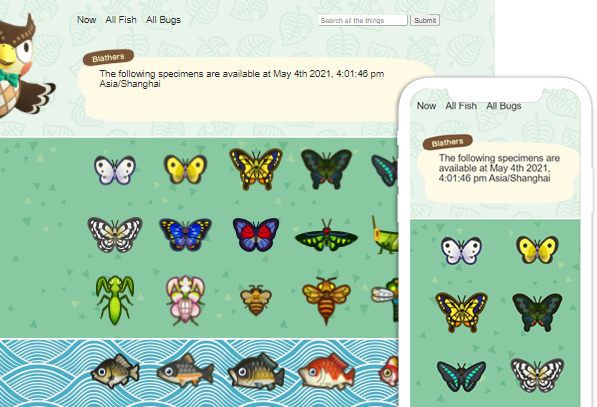 Now All Fish All Bugs
Search all the things Submit
Blathers
The following specimens are available at May 4th 2021, 4:01:46 pm
Asia/Shanghai
Now All Fish All Bugs
Blathers
The following specimens are
available at May 4th 2021,
4:01:46 pm Asia/Shanghai